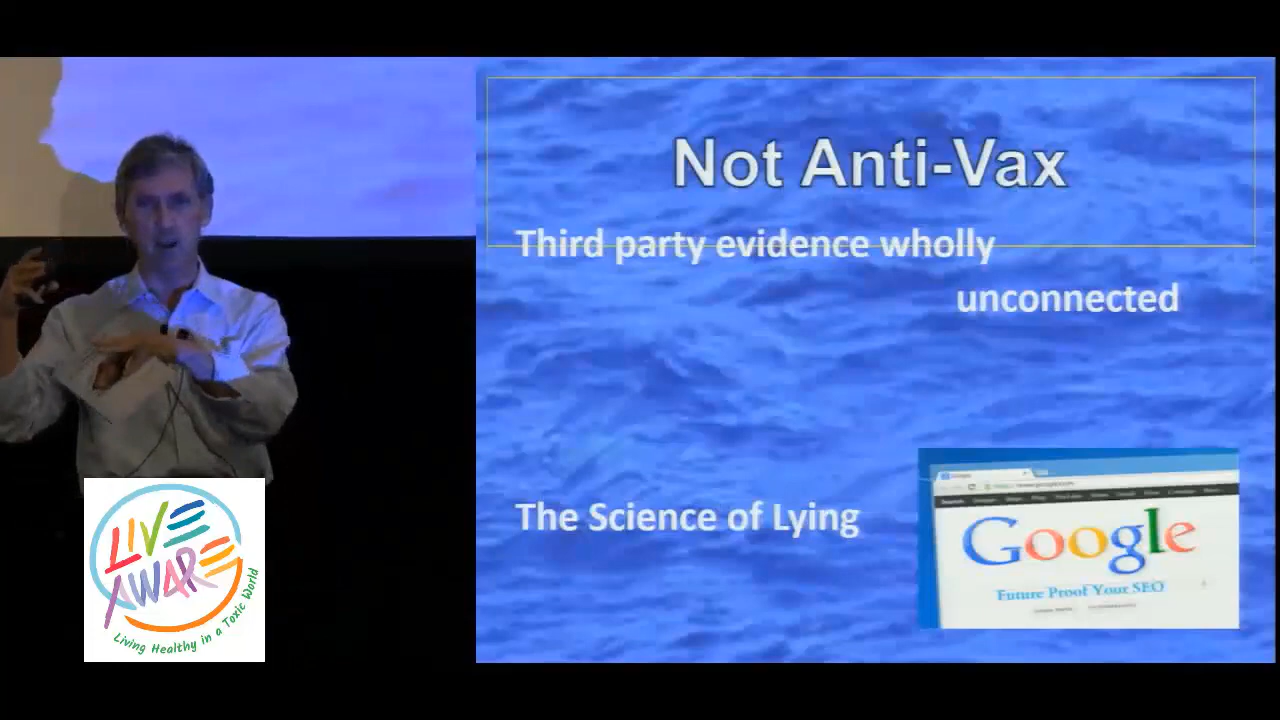 Not Anti-Vax
Third party evidence wholly
unconnected
The Science of Lying
Google
Future Proof Your SEO
LIVE
AWARE
Living Healthy in a Toxic World